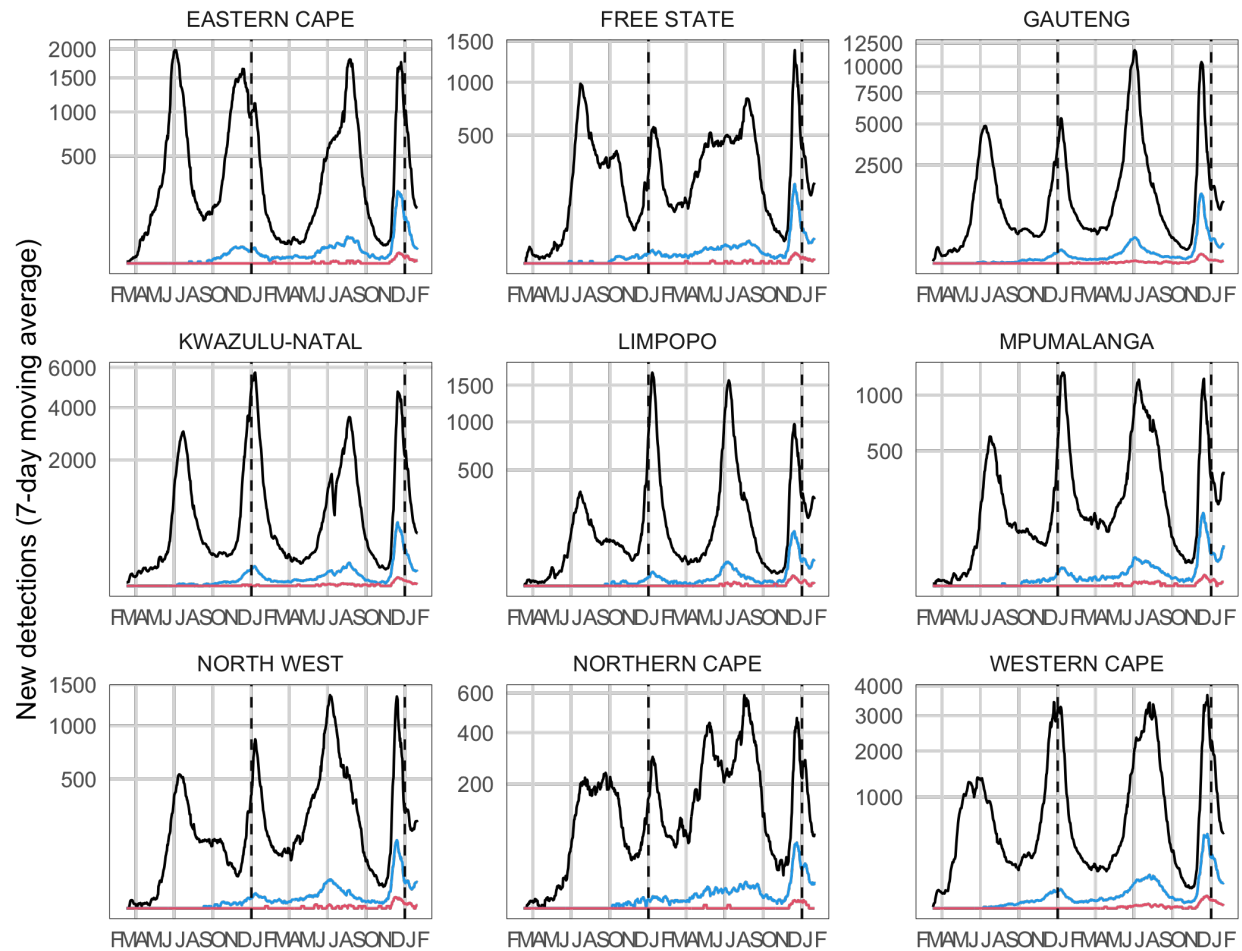 EASTERN CAPE FREE STATE GAUTENG
2000 1500 12500
1500 10000
1000 1000 7500
500 500 5000
2500
FMAMJJASONDJFMAMJJASONDJF FMAMJJASONDJFMAMJJASONDJF FMAMJJASONDJFMAMJJASONDJF
New detections (7-day moving average)
KWAZULU-NATAL LIMPOPO MPUMALANGA
6000 1500 1000
4000 1000 500
2000 500
FMAMJJASONDJFMAMJJASONDJF FMAMJJASONDJFMAMJJASONDJF FMAMJJASONDJFMAMJJASONDJF
NORTH WEST NORTHERN CAPE WESTERN CAPE
1500 600 4000
1000 400 3000
500 200 2000
1000
FMAMJJASONDJFMAMJJASONDJF FMAMJJASONDJFMAMJJASONDJF FMAMJJASONDJFMAMJJASONDJF